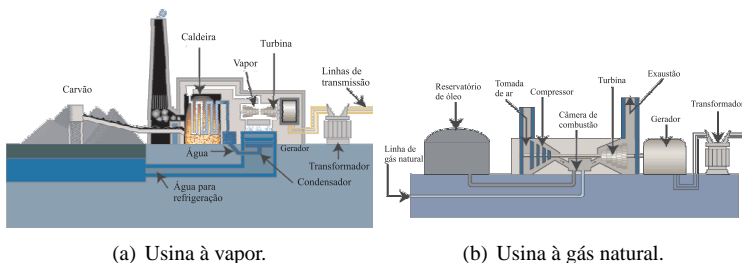 Caldeira
Vapor
Turbina
Carvão
Linhas de
transmissão
Água
Gerador
Transformador
Condensador
Água para
refrigeração
(a) Usina à vapor.
Reservatório
de óleo
Tomada
de ar
Compressor
Câmera de
combustão
Turbina
Exaustão
Gerador
Transformador
Linha de
gás natural
(b) Usina à gás natural.